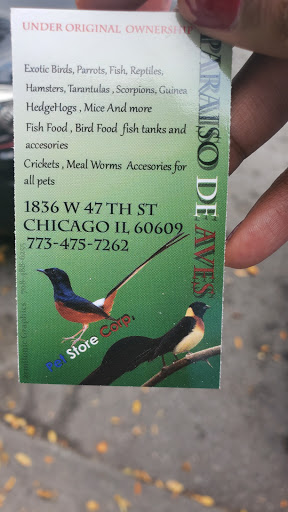 UNDER ORIGINAL OWNERSHIP
Exotic Birds, Parrots, Fish, Reptiles,
Hamsters, Tarantulas , Scorpions, Guinea
HedgeHogs , Mice And more
Fish Food , Bird Food fish tanks and
accesories
Crickets , Meal Worms Accesories for
all pets
1836 W 47 TH ST
CHICAGO IL 60609
773-475-7262
PARAISO DE AVES
Pet Store Corp.